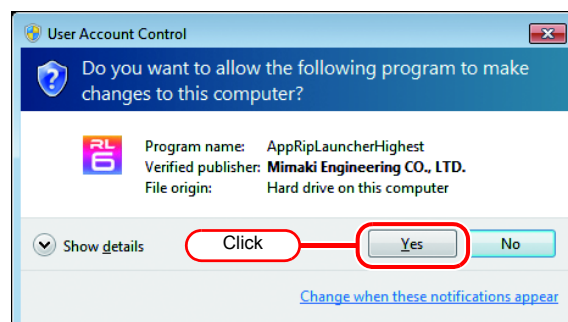 User Account Control
Do you want to allow the following program to make
changes to this computer?
RL
6
Program name: AppRipLauncherHighest
Verified publisher: Mimaki Engineering CO., LTD.
File origin: Hard drive on this computer
Show details
Click
Yes
No
Change when these notifications appear